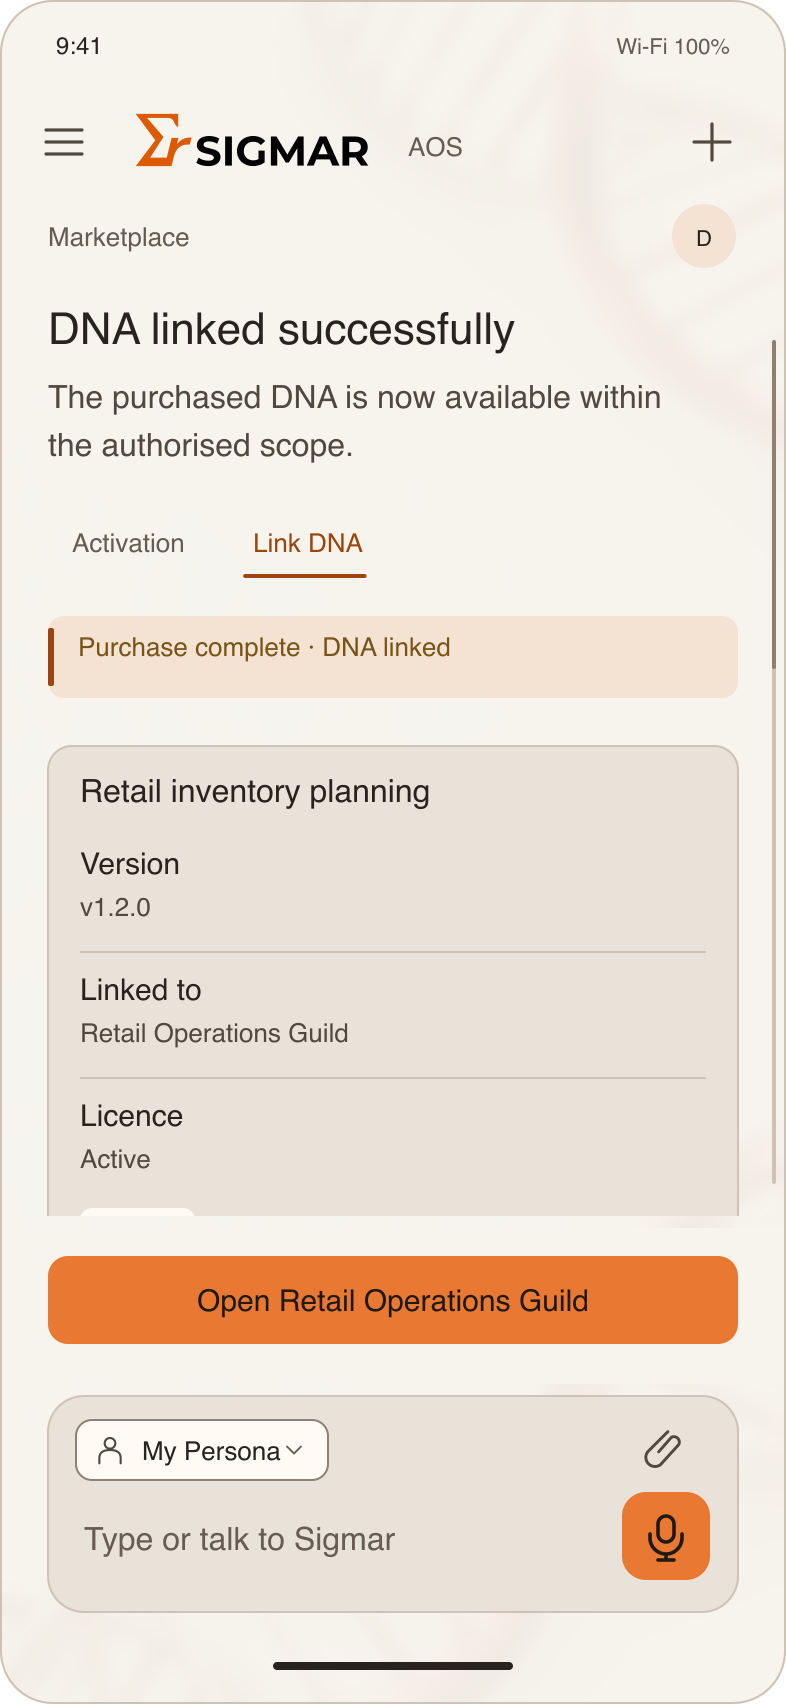 9:41
Wi-Fi 100%
Σr SIGMAR AOS
Marketplace
D
DNA linked successfully
The purchased DNA is now available within
the authorised scope.
Activation
Link DNA
Purchase complete · DNA linked
Retail inventory planning
Version
v1.2.0
Linked to
Retail Operations Guild
Licence
Active
Open Retail Operations Guild
My Persona
Type or talk to Sigmar